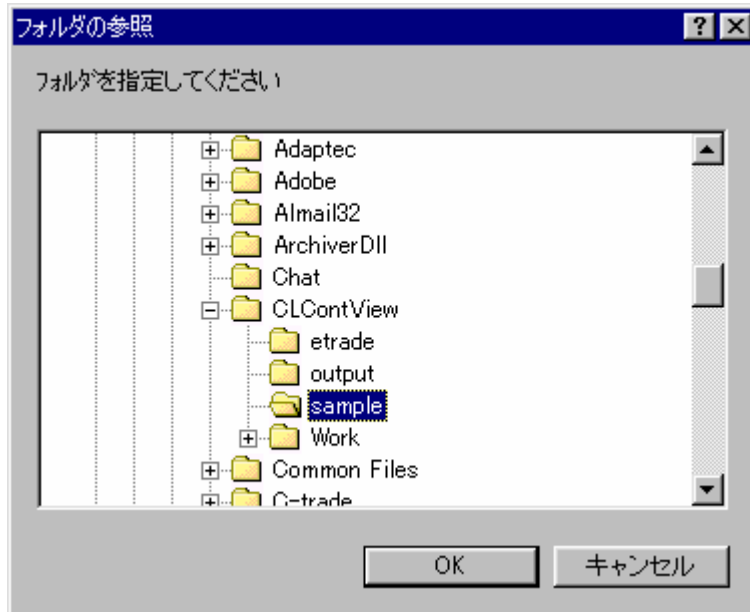 フォルダの参照
フォルダを指定してください
Adaptec
Adobe
AImail32
ArchiverDll
Chat
CLContView
etrade
output
sample
Work
Common Files
C-trade
OK
キャンセル